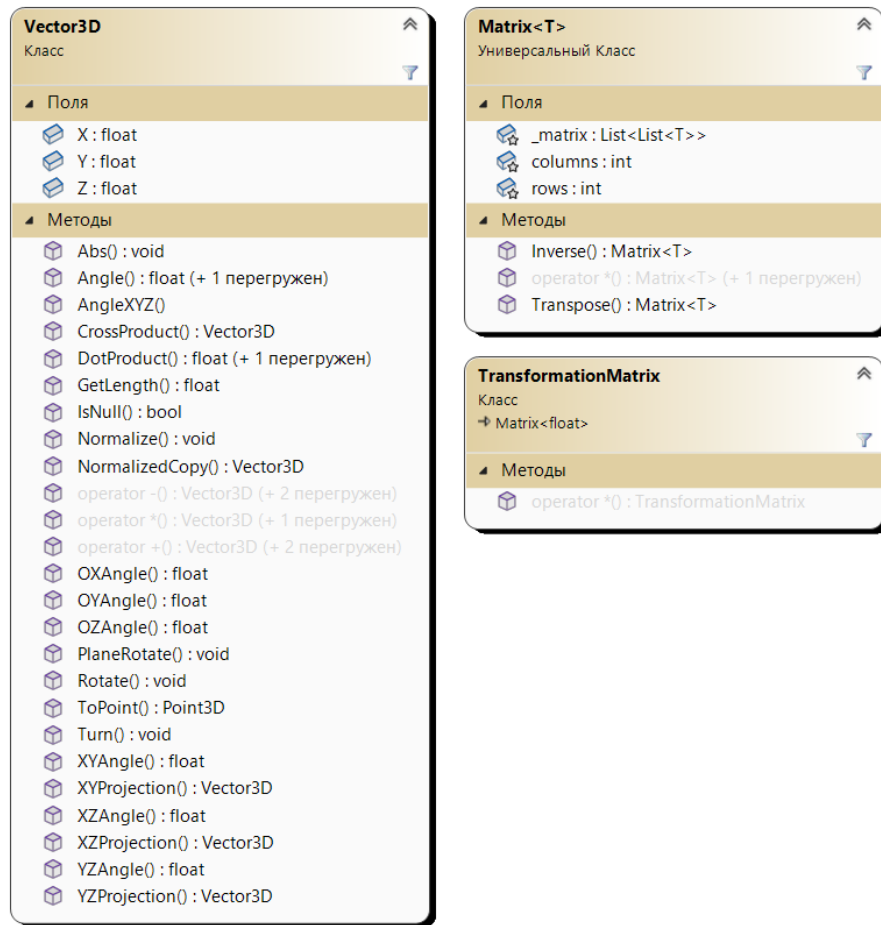 Vector3D
Класс
Поля
X : float
Y : float
Z : float
Методы
Abs() : void
Angle() : float (+ 1 перегружен)
AngleXYZ()
CrossProduct() : Vector3D
DotProduct() : float (+ 1 перегружен)
GetLength() : float
IsNull() : bool
Normalize() : void
NormalizedCopy() : Vector3D
operator -() : Vector3D (+ 2 перегружен)
operator *() : Vector3D (+ 1 перегружен)
operator +() : Vector3D (+ 2 перегружен)
OXAngle() : float
OYAngle() : float
OZAngle() : float
PlaneRotate() : void
Rotate() : void
ToPoint() : Point3D
Turn() : void
XYAngle() : float
XYProjection() : Vector3D
XZAngle() : float
XZProjection() : Vector3D
YZAngle() : float
YZProjection() : Vector3D
Matrix<T>
Универсальный Класс
Поля
_matrix : List<List<T>>
columns : int
rows : int
Методы
Inverse() : Matrix<T>
operator *() : Matrix<T> (+ 1 перегружен)
Transpose() : Matrix<T>
TransformationMatrix
Класс
Matrix<float>
Методы
operator *() : TransformationMatrix